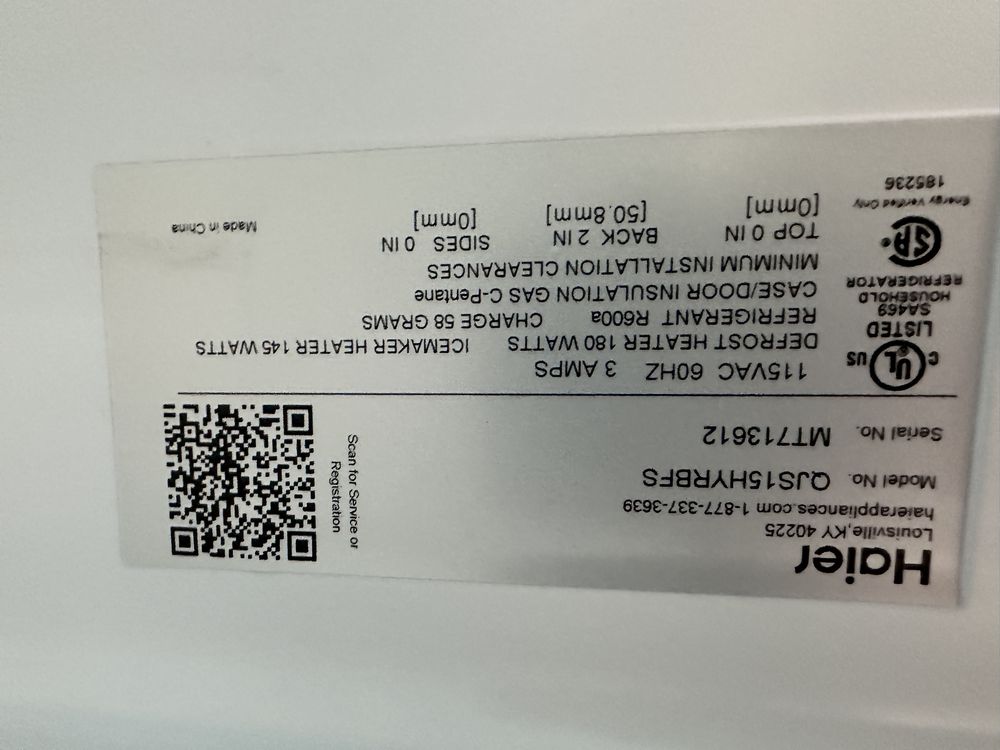 Haier
Louisville,KY 40225
haierappliances.com 1-877-337-3639
Model No. QJS15HYRBFS
Serial No. MT713612
Scan for Service or
Registration
115VAC 60HZ 3 AMPS
DEFROST HEATER 180 WATTS ICEMAKER HEATER 145 WATTS
REFRIGERANT R600a CHARGE 58 GRAMS
CASE/DOOR INSULATION GAS C-Pentane
MINIMUM INSTALLATION CLEARANCES
TOP 0 IN BACK 2 IN SIDES 0 IN
[0mm] [50.8mm] [0mm]
Made in China
C UL US
LISTED
SA469
HOUSEHOLD
REFRIGERATOR
SA
Energy Verified Only
185236